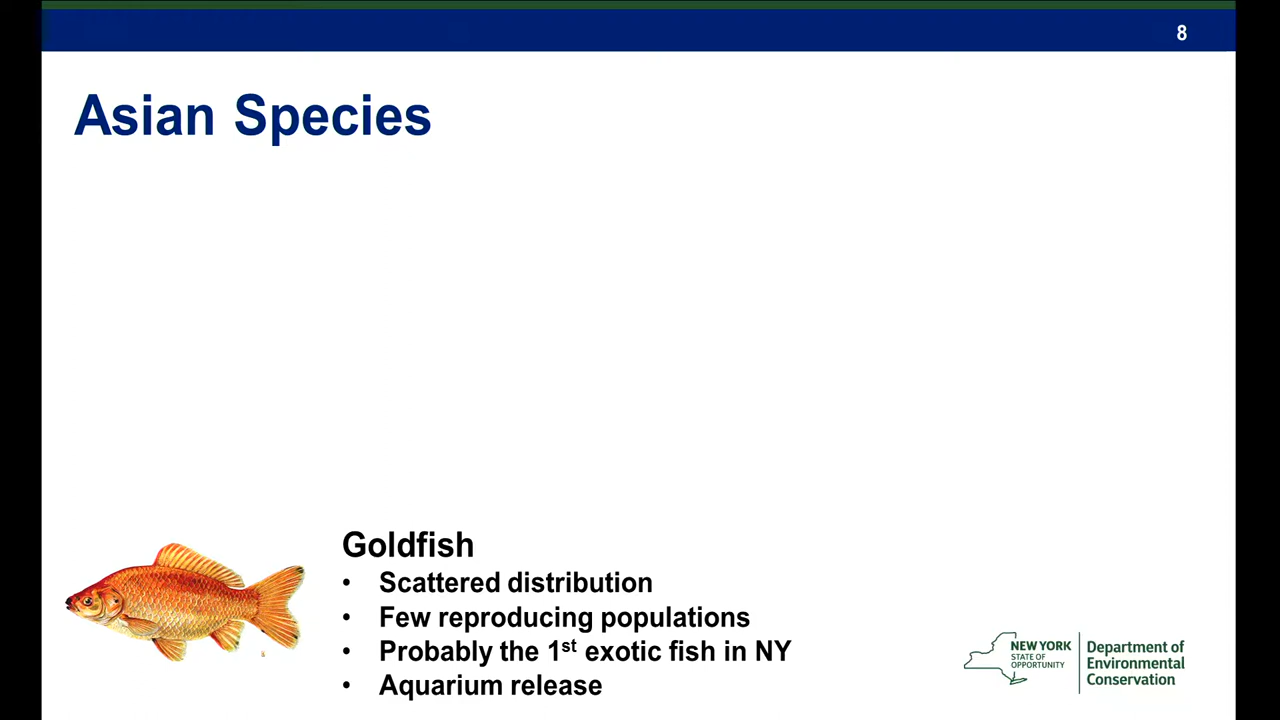 8
Asian Species
Goldfish
• Scattered distribution
• Few reproducing populations
• Probably the 1st exotic fish in NY
• Aquarium release
NEW YORK
STATE OF
OPPORTUNITY
Department of
Environmental
Conservation